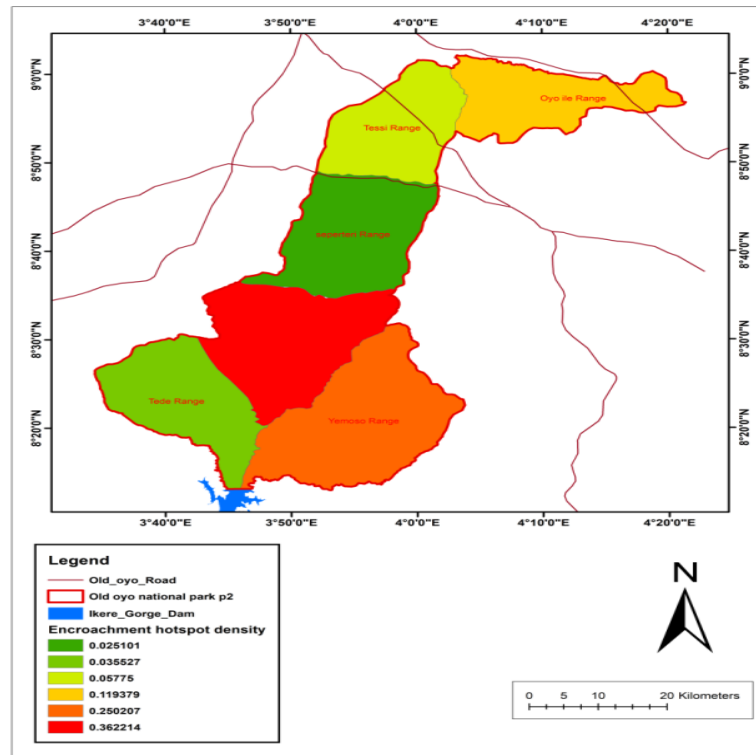 3°40'0"E 3°50'0"E 4°0'0"E 4°10'0"E 4°20'0"E
9°0'0"N 9°0'0"N
Oyo ile Range
Tessi Range
8°50'0"N 8°50'0"N
seperten Range
8°40'0"N 8°40'0"N
8°30'0"N 8°30'0"N
Tede Range
Yemoso Range
8°20'0"N 8°20'0"N
3°40'0"E 3°50'0"E 4°0'0"E 4°10'0"E 4°20'0"E
Legend
Old_oyo_Road
Old oyo national park p2
Ikere_Gorge_Dam
Encroachment hotspot density
0.025101
0.035527
0.05775
0.119379
0.250207
0.362214
N
0 5 10 20 Kilometers